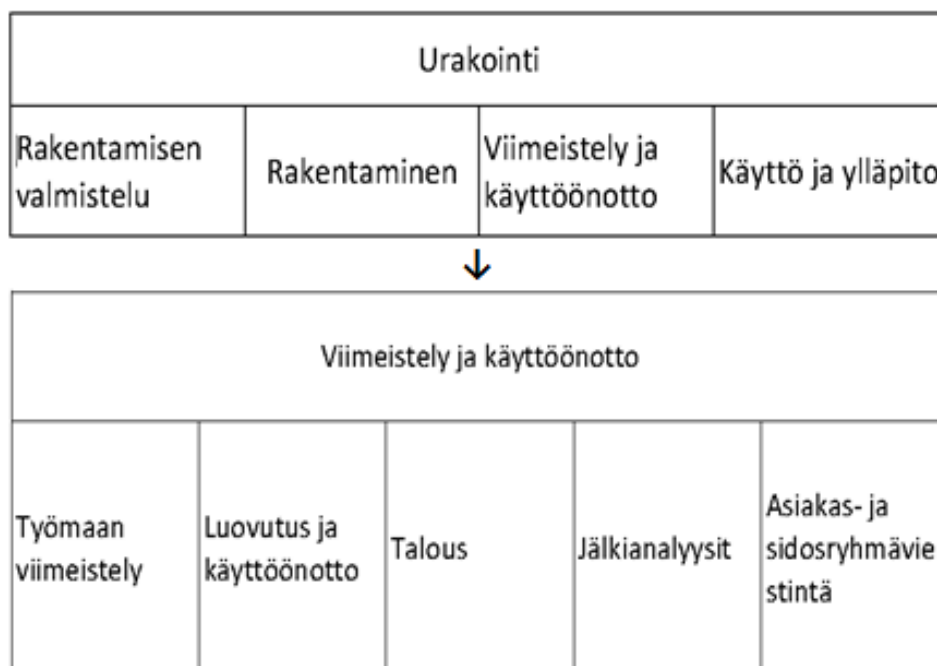 Urakointi
Rakentamisen
valmistelu
Rakentaminen
Viimeistely ja
käyttöönotto
Käyttö ja ylläpito
↓
Viimeistely ja käyttöönotto
Työmaan
viimeistely
Luovutus ja
käyttöönotto
Talous
Jälkianalyysit
Asiakas- ja
sidosryhmävie
stintä